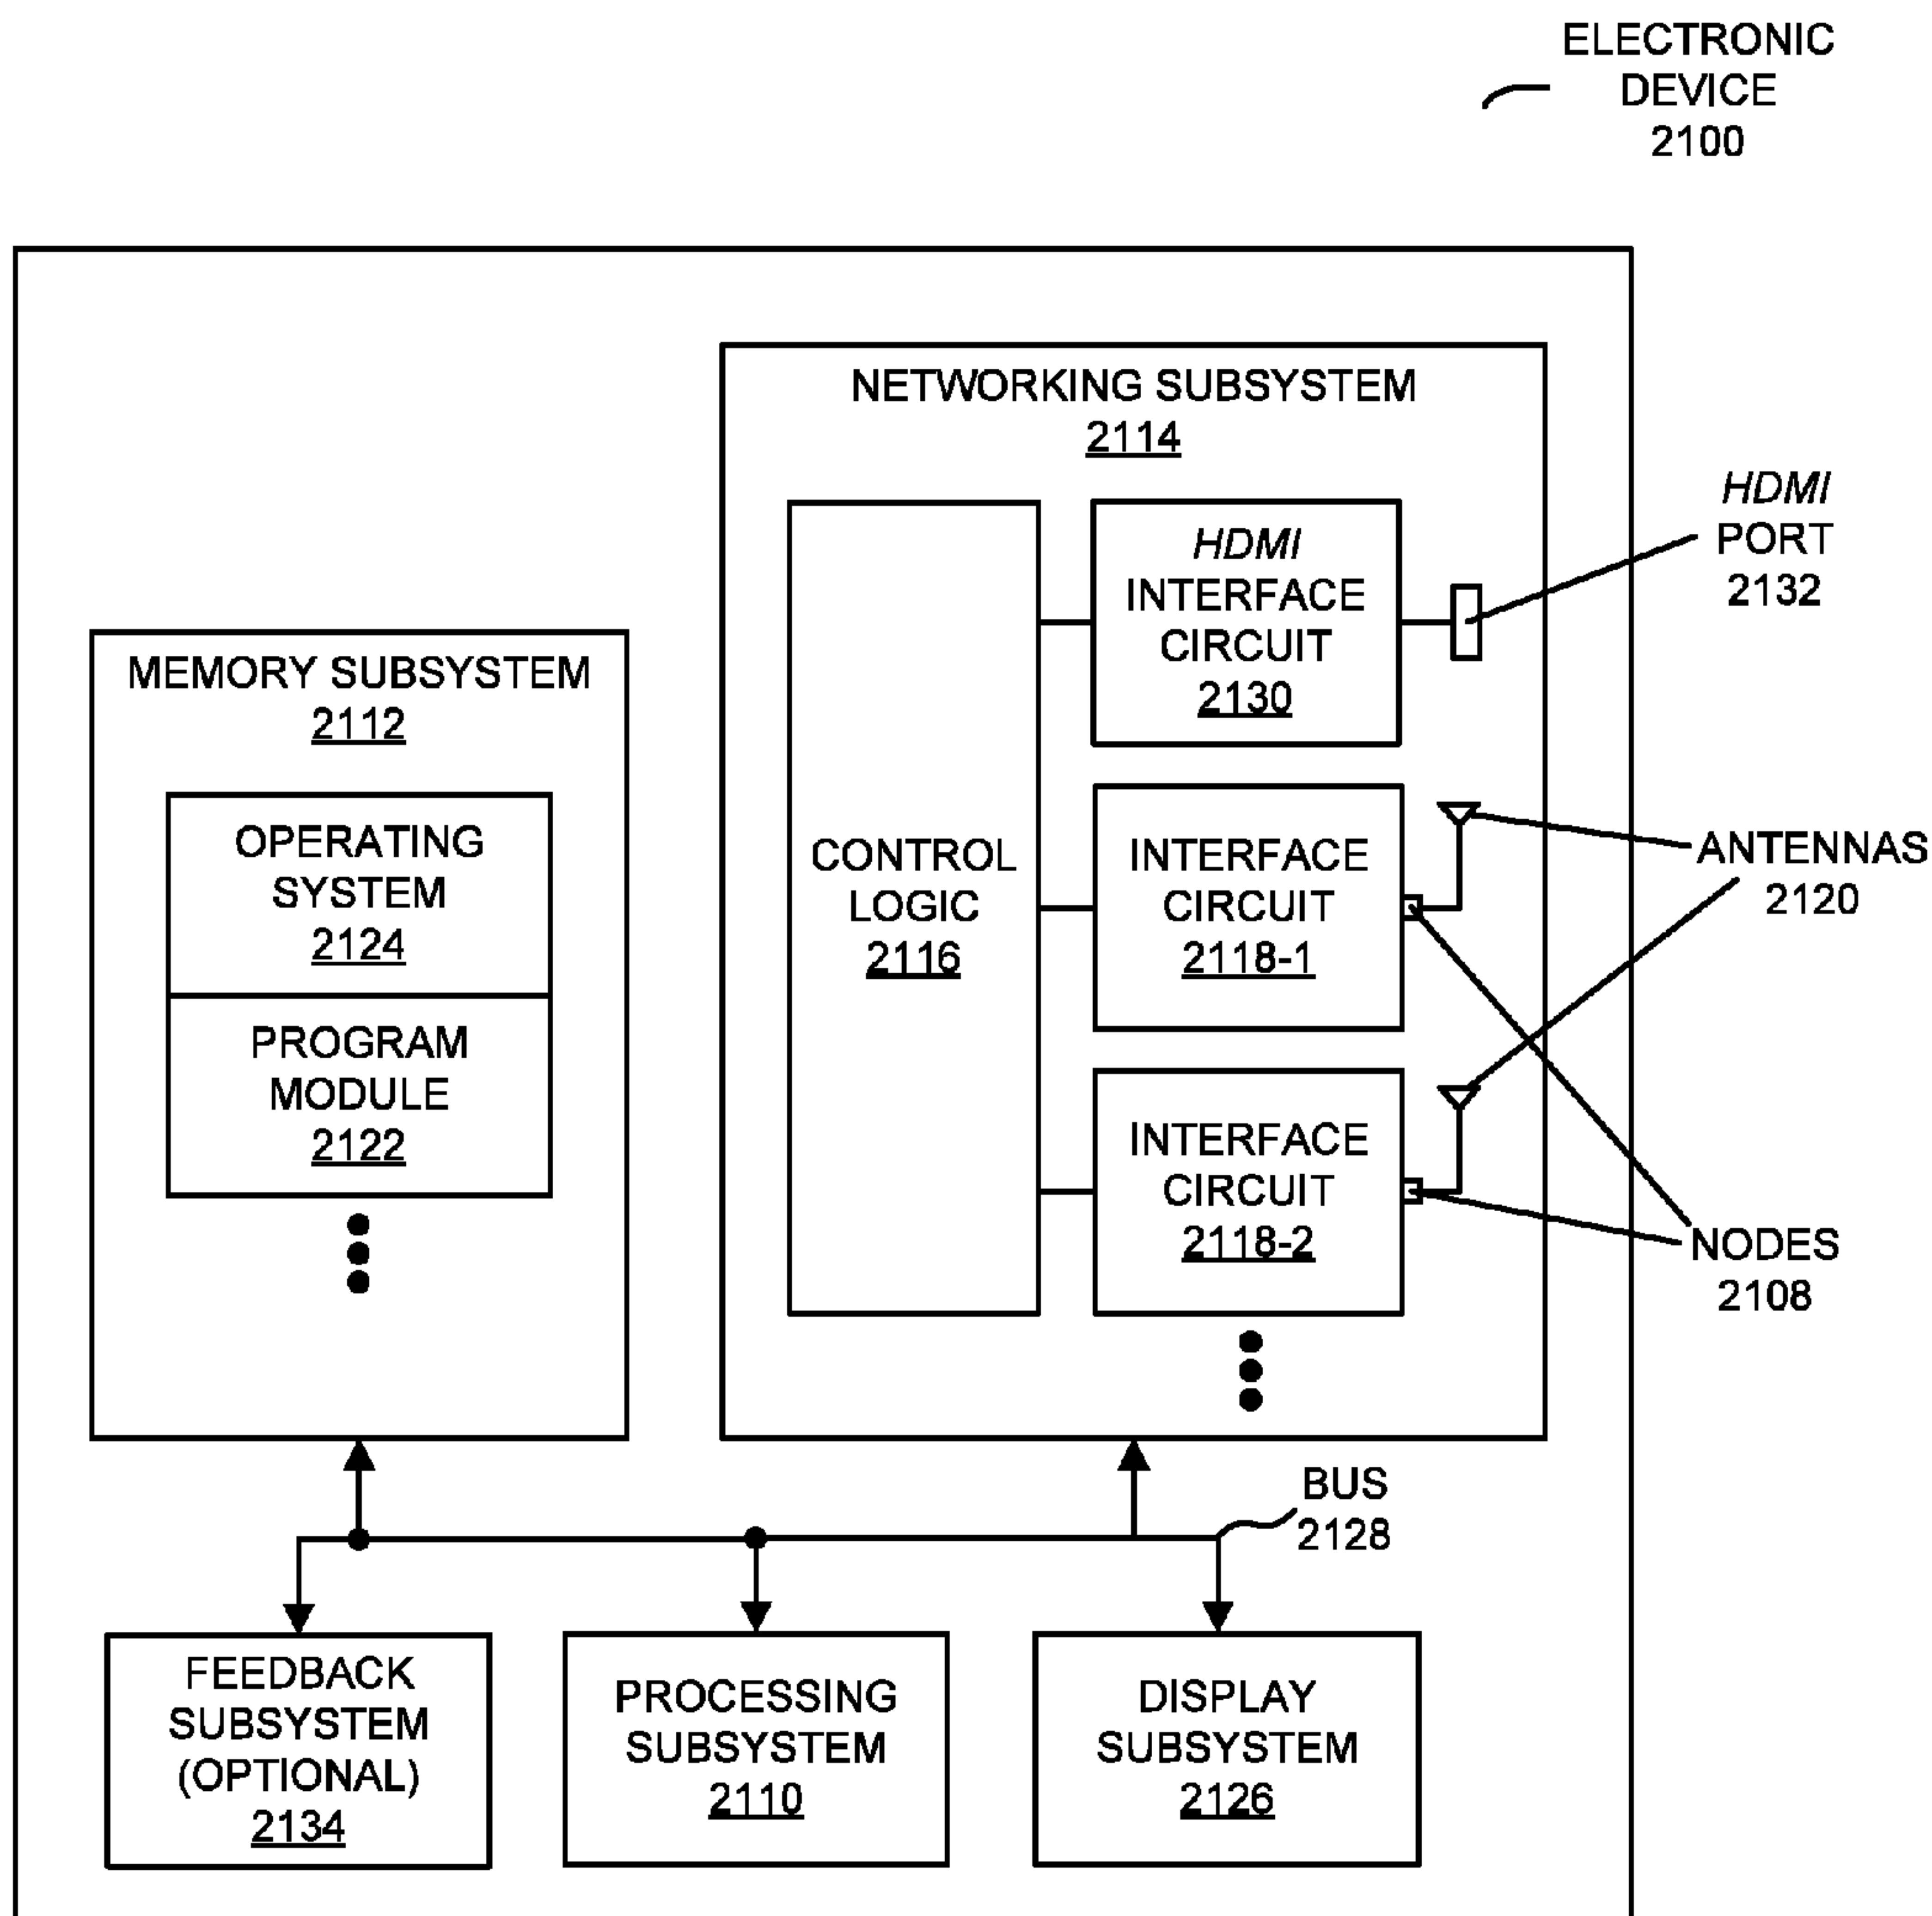 ELECTRONIC
DEVICE
2100
NETWORKING SUBSYSTEM
2114
HDMI
PORT
2132
HDMI
INTERFACE
CIRCUIT
2130
MEMORY SUBSYSTEM
2112
OPERATING
SYSTEM
2124
CONTROL
LOGIC
2116
INTERFACE
CIRCUIT
2118-1
ANTENNAS
2120
PROGRAM
MODULE
2122
INTERFACE
CIRCUIT
2118-2
NODES
2108
BUS
2128
FEEDBACK
SUBSYSTEM
(OPTIONAL)
2134
PROCESSING
SUBSYSTEM
2110
DISPLAY
SUBSYSTEM
2126